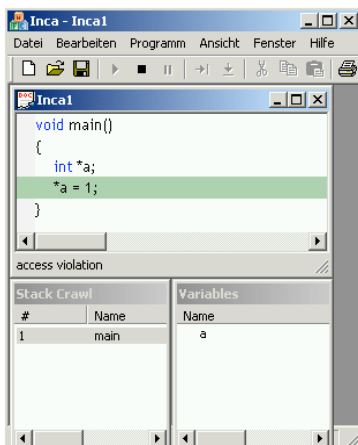 Inca - Inca1
Datei Bearbeiten Programm Ansicht Fenster Hilfe
Inca1
void main()
{
int *a;
*a = 1;
}
access violation
Stack Crawl
# Name
1 main
Variables
Name
a